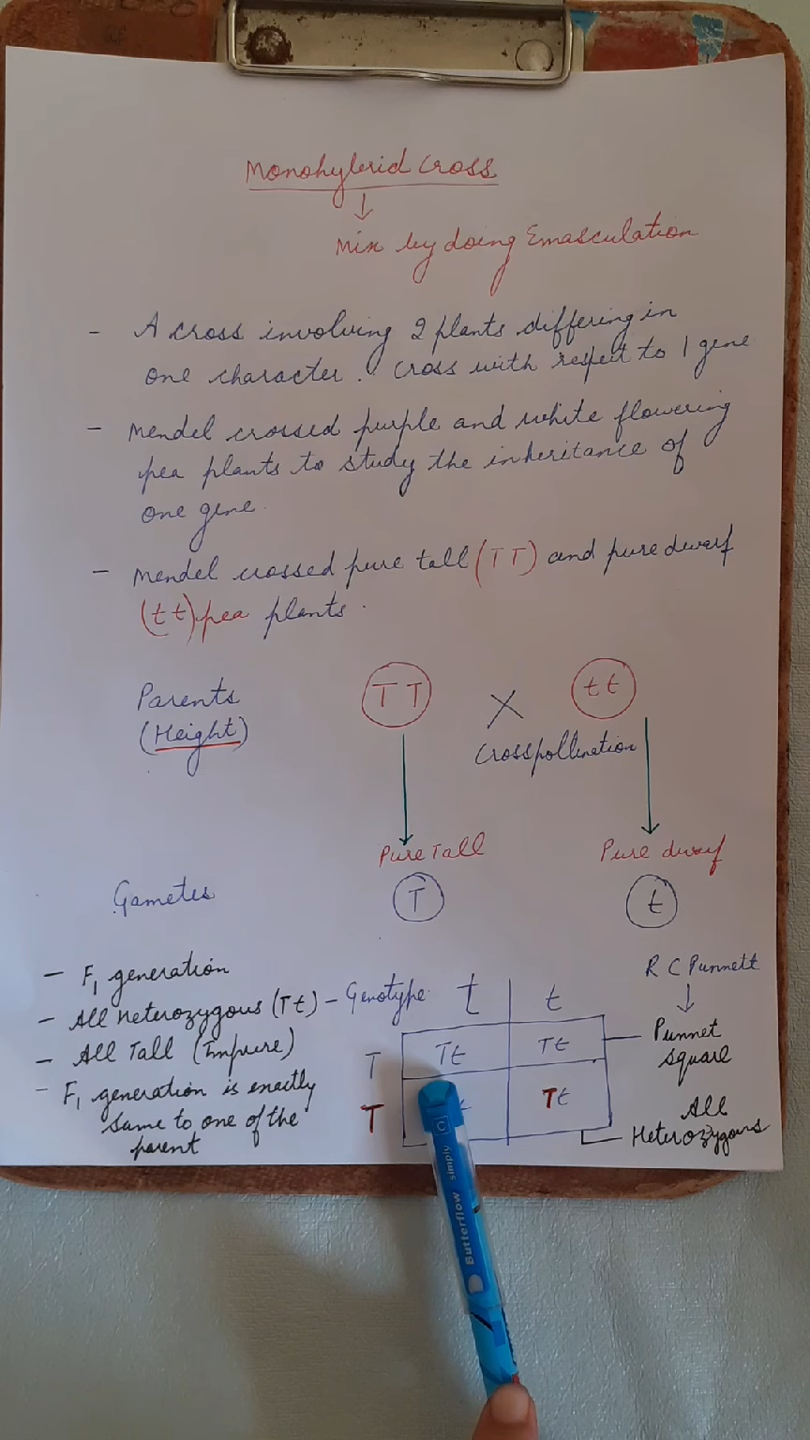 Monohybrid Cross
↓
Mix by doing Emasculation
- A cross involving 2 plants differing in
one character. Cross with respect to 1 gene
- Mendel crossed purple and white flowering
pea plants to study the inheritance of
one gene.
- Mendel crossed pure tall (TT) and pure dwarf
(tt) pea plants.
Parents TT X tt
(Height) Crosspollination
Pure Tall Pure dwarf
Gametes T t
- F1 generation
- All Heterozygous (Tt) - Genotype
- All Tall (Impure)
- F1 generation is exactly
same to one of the
parent
t t
T Tt Tt
T t Tt
R C Punnett
↓
Punnet
square
All
Heterozygous
Butterflow simply